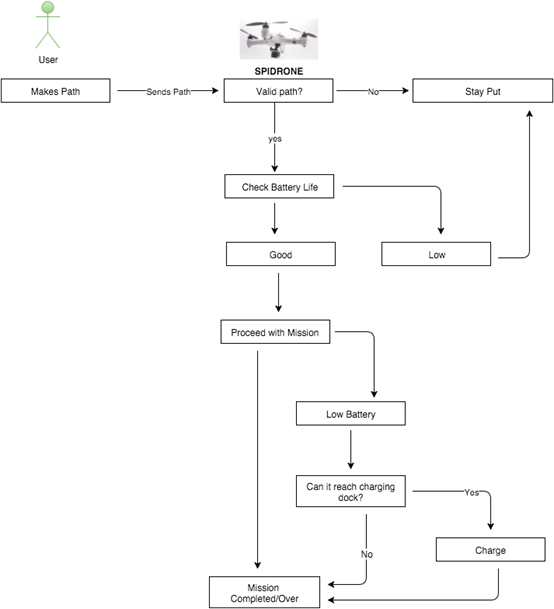 User
SPIDRONE
Makes Path
Sends Path
Valid path?
No
Stay Put
yes
Check Battery Life
Good
Low
Proceed with Mission
Low Battery
Can it reach charging
dock?
Yes
No
Charge
Mission
Completed/Over